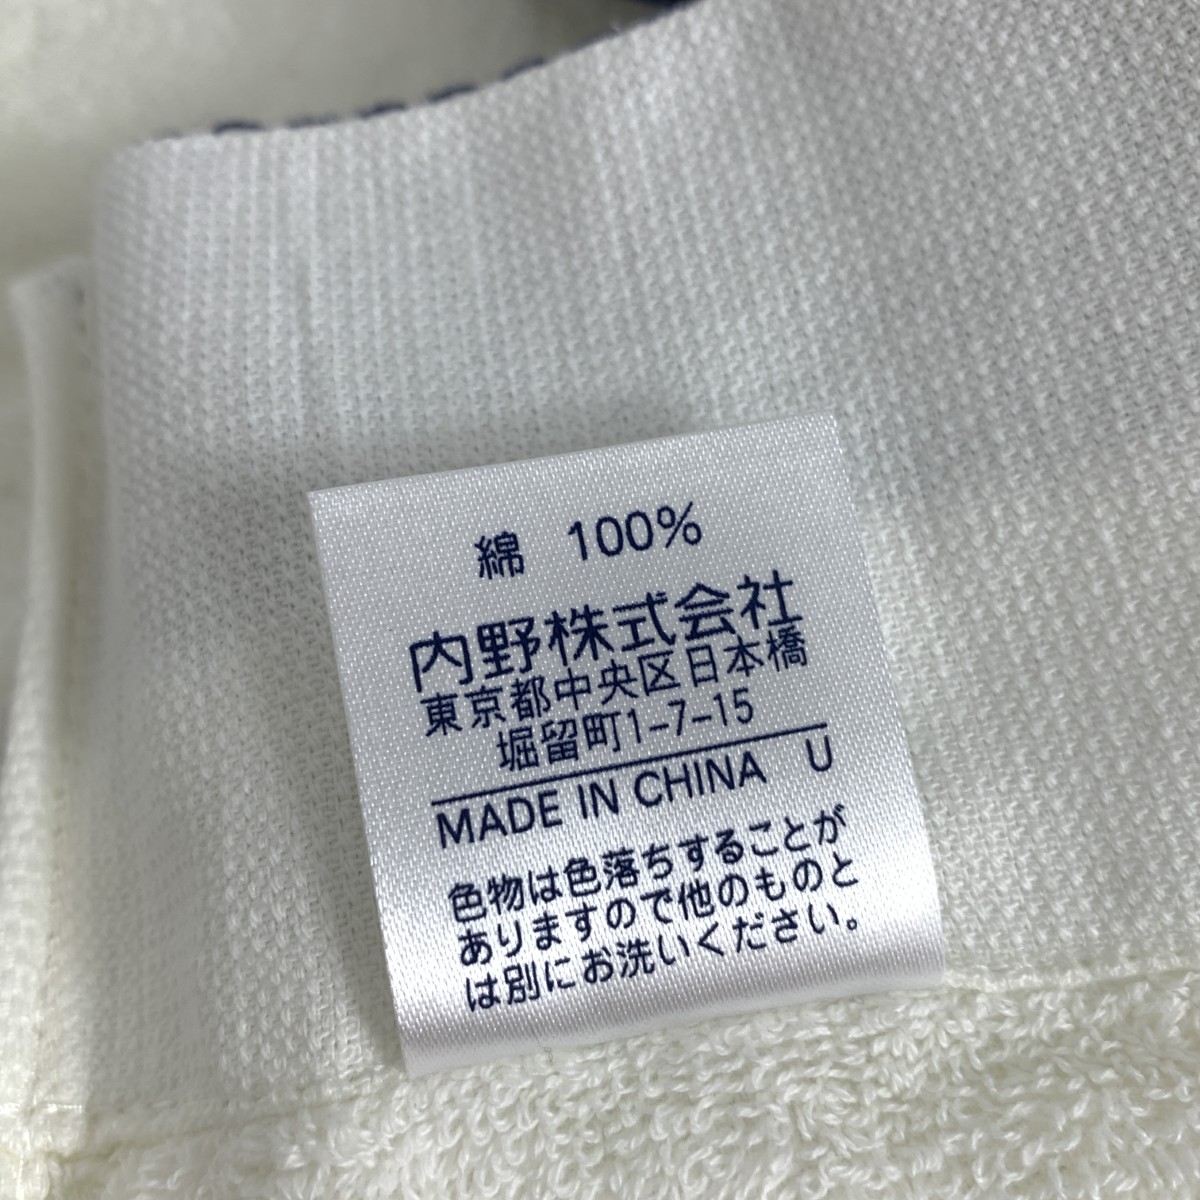 綿 100%
内野株式会社
東京都中央区日本橋
堀留町1-7-15
MADE IN CHINA U
色物は色落ちすることが
ありますので他のものと
は別にお洗いください。